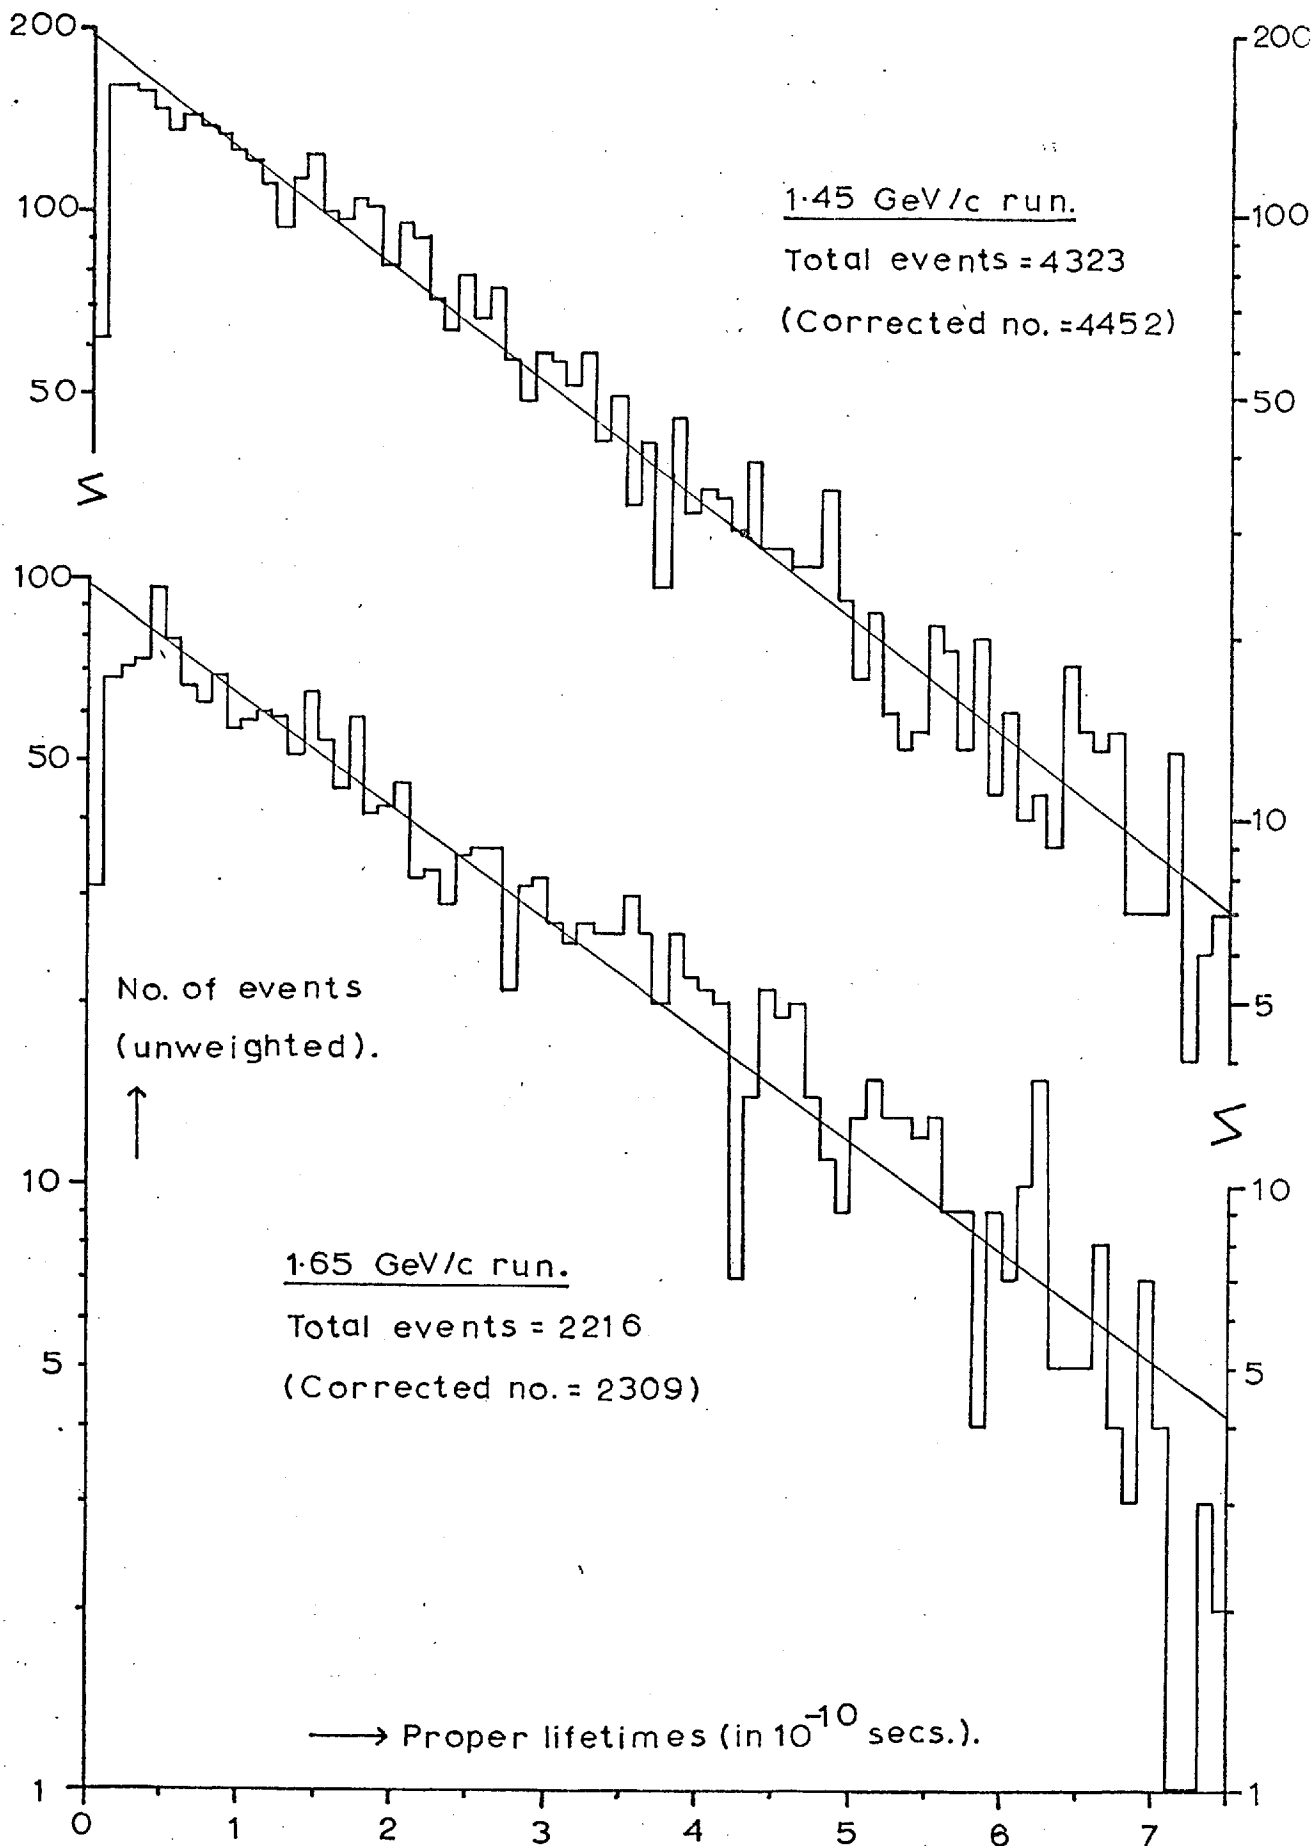 200
200
100
1·45 GeV/c run.
100
Total events = 4323
(Corrected no. = 4452)
50
50
100
50
10
No. of events
(unweighted).
5
10
10
1·65 GeV/c run.
Total events = 2216
5
5
(Corrected no. = 2309)
Proper lifetimes (in 10⁻¹⁰ secs.).
1
1
0 1 2 3 4 5 6 7